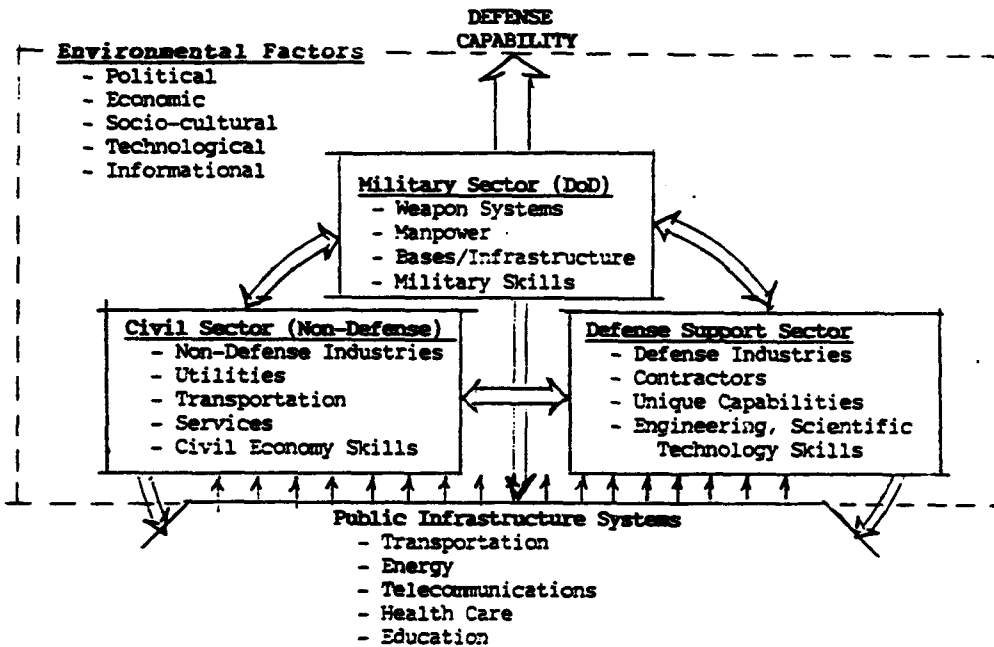 DEFENSE
CAPABILITY
Environmental Factors
- Political
- Economic
- Socio-cultural
- Technological
- Informational
Military Sector (DoD)
- Weapon Systems
- Manpower
- Bases/Infrastructure
- Military Skills
Civil Sector (Non-Defense)
- Non-Defense Industries
- Utilities
- Transportation
- Services
- Civil Economy Skills
Defense Support Sector
- Defense Industries
- Contractors
- Unique Capabilities
- Engineering, Scientific
Technology Skills
Public Infrastructure Systems
- Transportation
- Energy
- Telecommunications
- Health Care
- Education